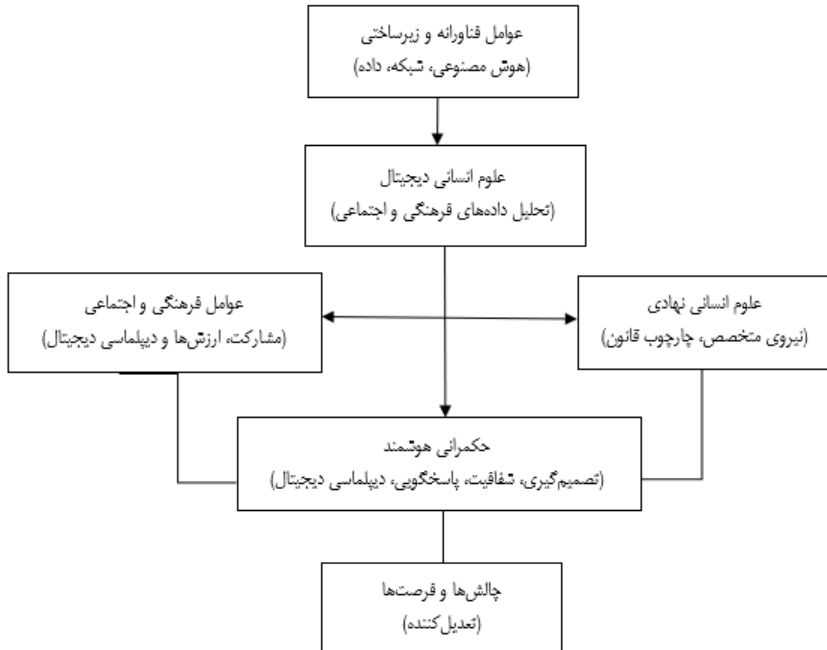 عوامل فناورانه و زیرساختی
(هوش مصنوعی، شبکه، داده)
علوم انسانی دیجیتال
(تحلیل داده‌های فرهنگی و اجتماعی)
علوم انسانی نهادی
(نیروی متخصص، چارچوب قانون)
عوامل فرهنگی و اجتماعی
(مشارکت، ارزش‌ها و دیپلماسی دیجیتال)
حکمرانی هوشمند
(تصمیم‌گیری، شفاقیت، پاسخگویی، دیپلماسی دیجیتال)
چالش‌ها و فرصت‌ها
(تعدیل‌کننده)